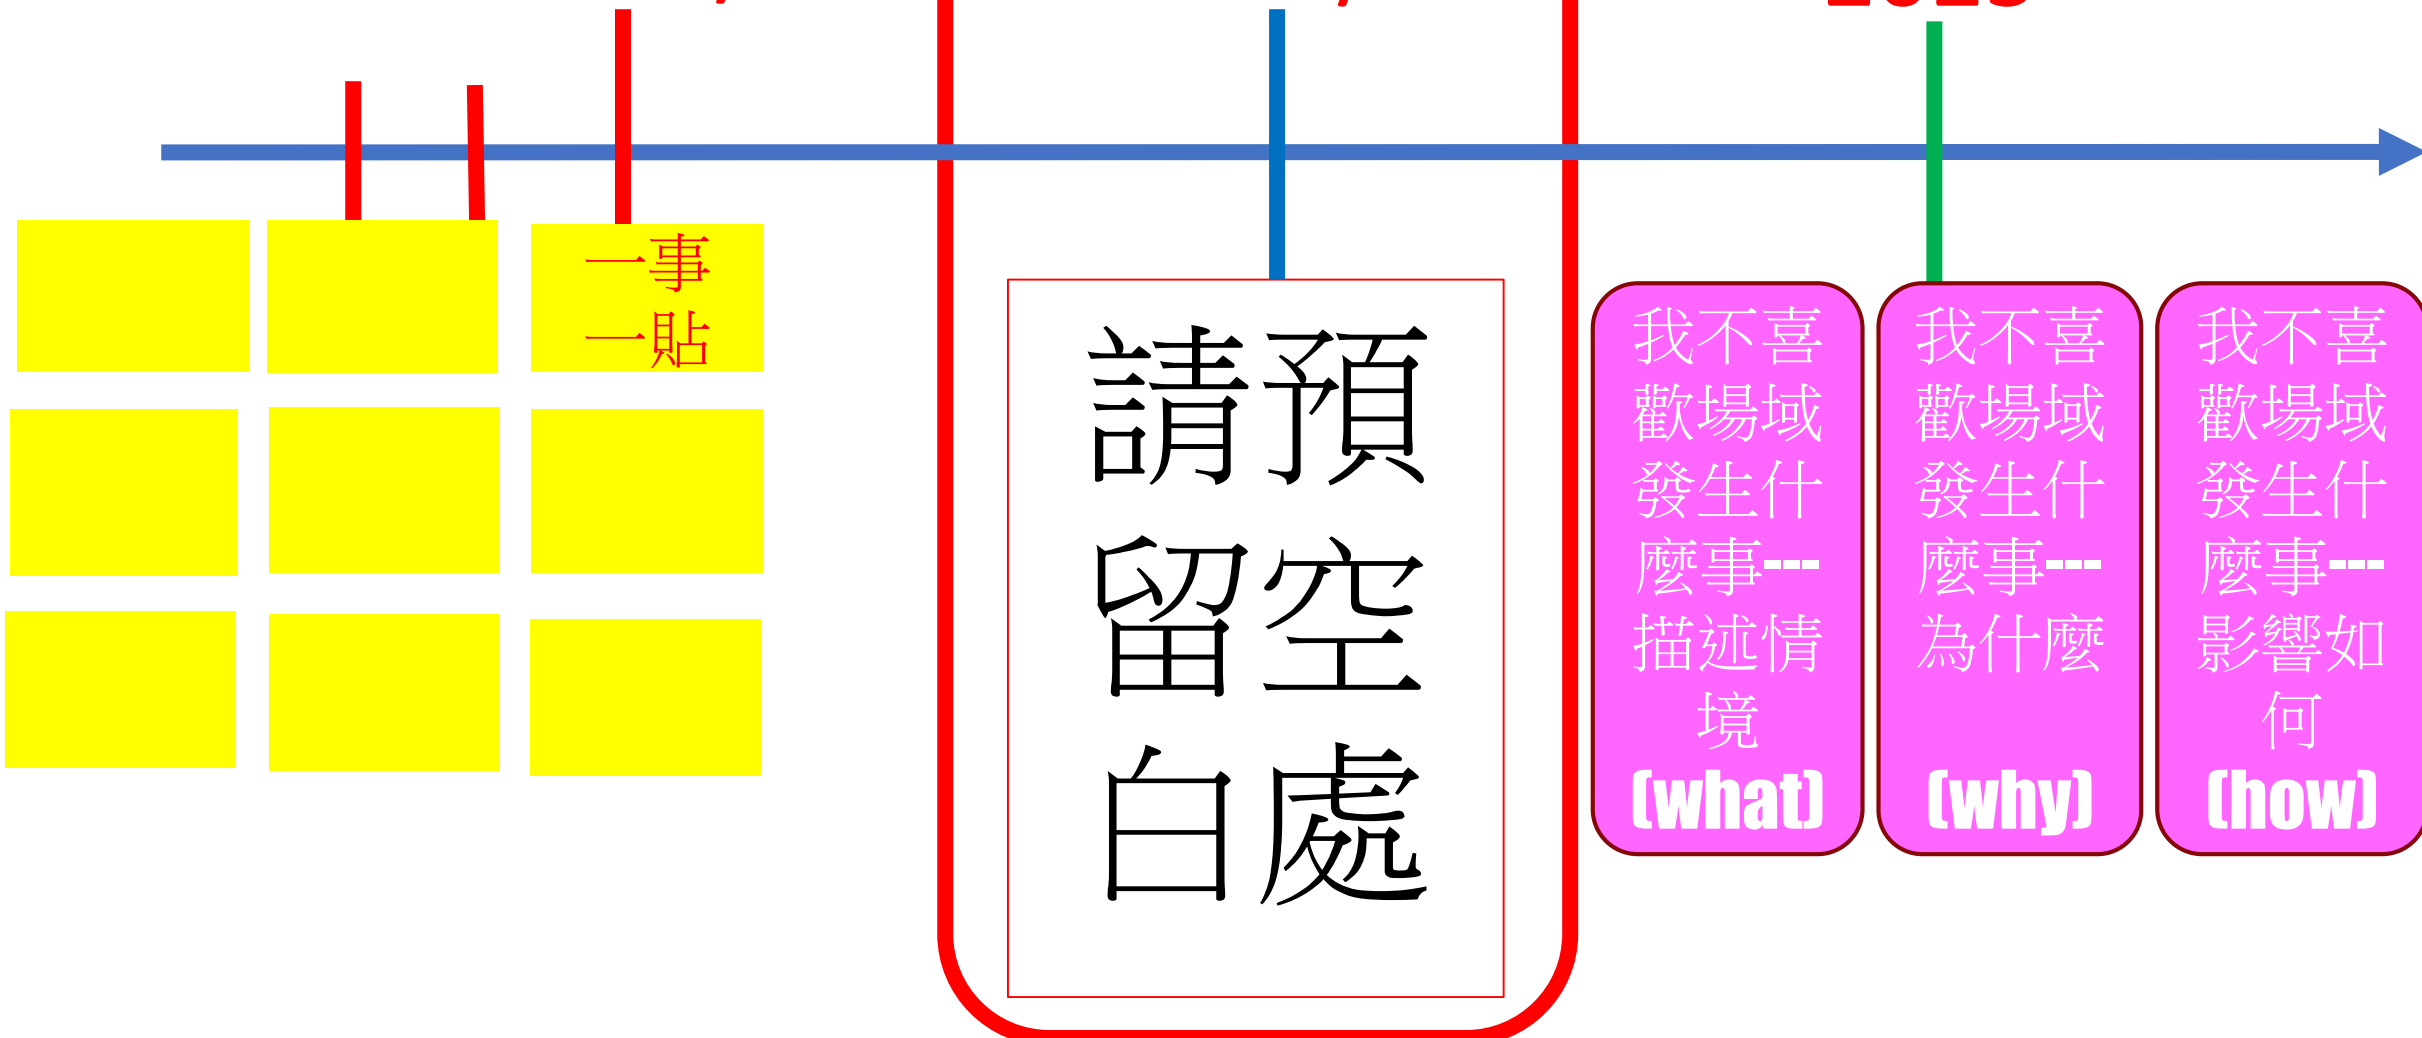 一事
一貼
請預
留空
白處
我不喜
歡場域
發生什
麼事---
描述情
境
(what)
我不喜
歡場域
發生什
麼事---
為什麼
(why)
我不喜
歡場域
發生什
麼事---
影響如
何
(how)